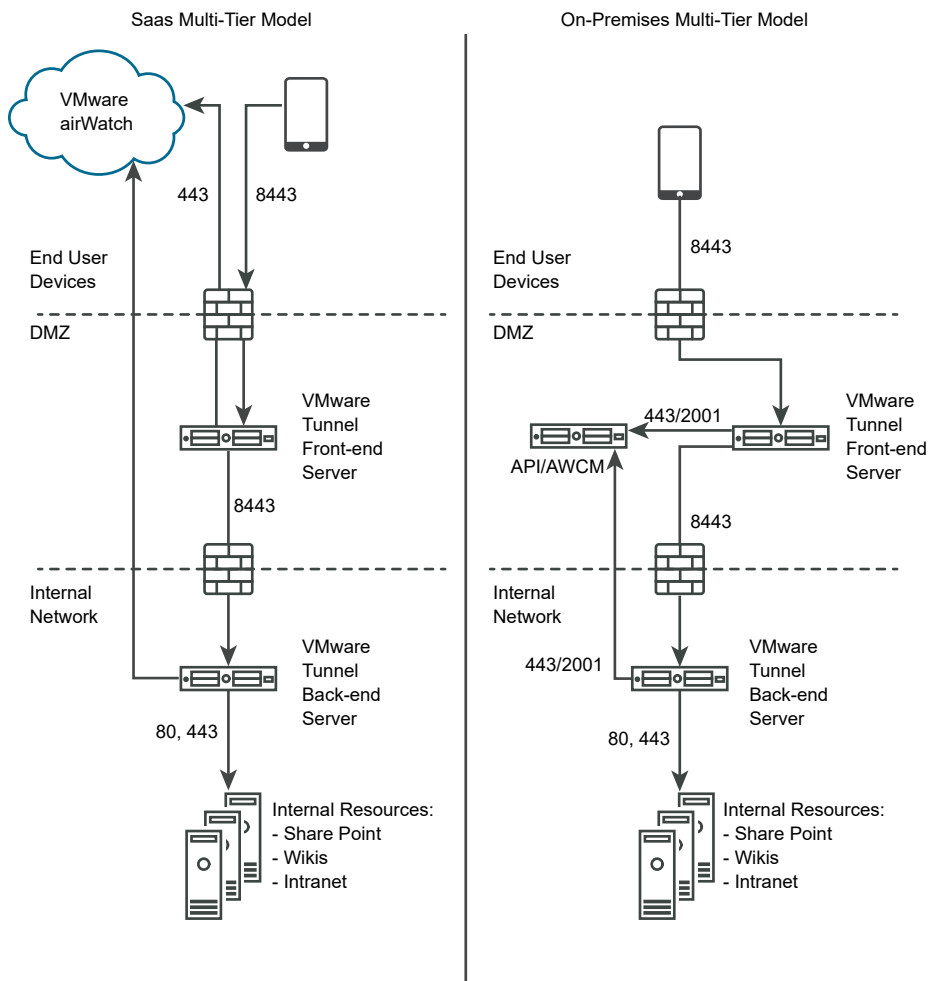 Saas Multi-Tier Model
VMware
airWatch
443
8443
End User
Devices
DMZ
VMware
Tunnel
Front-end
Server
8443
Internal
Network
VMware
Tunnel
Back-end
Server
80, 443
Internal Resources:
- Share Point
- Wikis
- Intranet
On-Premises Multi-Tier Model
8443
End User
Devices
DMZ
443/2001
VMware
Tunnel
Front-end
Server
API/AWCM
8443
Internal
Network
443/2001
VMware
Tunnel
Back-end
Server
80, 443
Internal Resources:
- Share Point
- Wikis
- Intranet